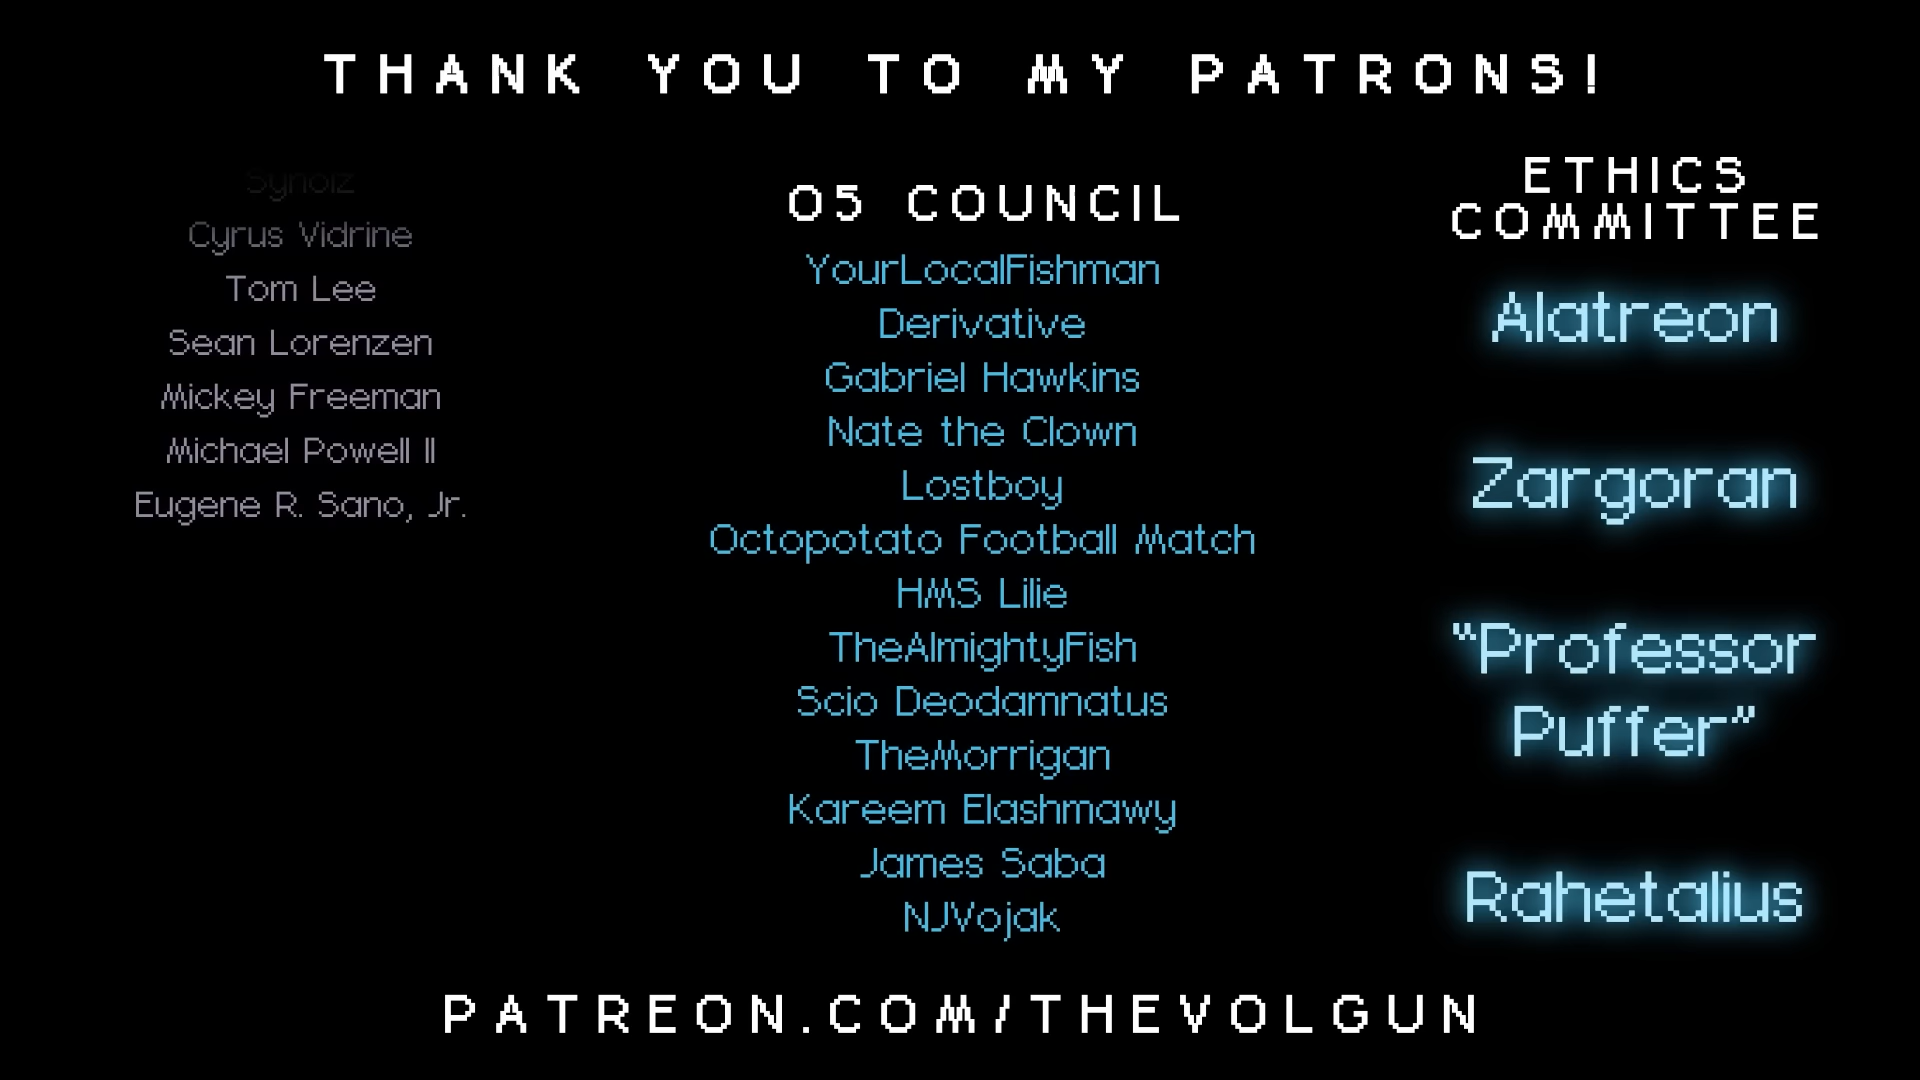 THANK YOU TO MY PATRONS!
Cyrus Vidrine
Tom Lee
Sean Lorenzen
Mickey Freeman
Michael Powell II
Eugene R. Sano, Jr.
O5 COUNCIL
YourLocalFishman
Derivative
Gabriel Hawkins
Nate the Clown
Lostboy
Octopotato Football Match
HMS Lilie
TheAlmightyFish
Scio Deodamnatus
TheMorrigan
Kareem Elashmawy
James Saba
NJVojak
ETHICS
COMMITTEE
Alatreon
Zargoran
"Professor
Puffer"
Rahetalius
PATREON.COM/THEVOLGUN